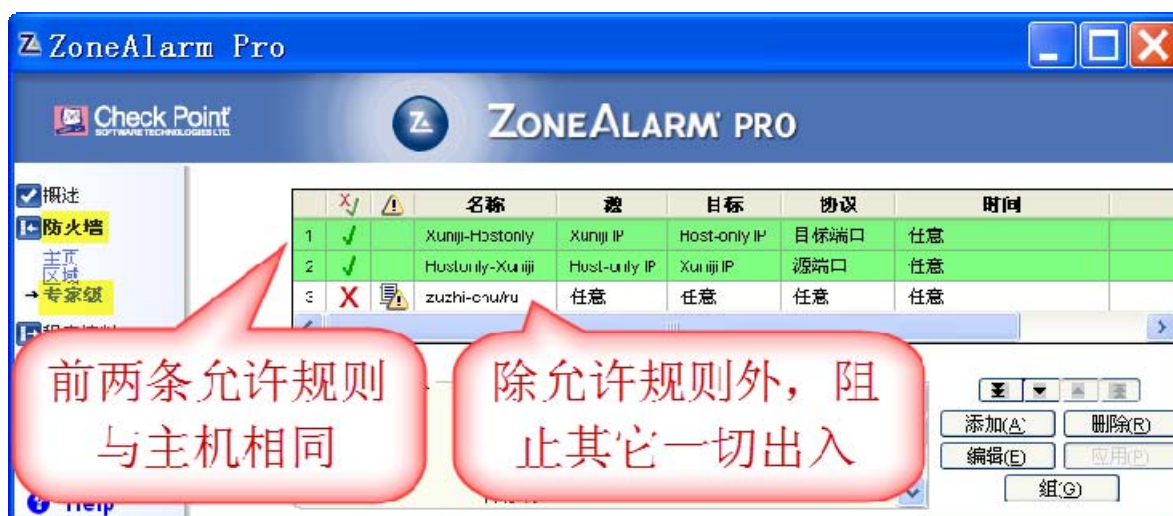 ZoneAlarm Pro
Check Point
SOFTWARE TECHNOLOGIES LTD.
ZONEALARM PRO
概述
防火墙
主页
区域
专家级
名称 源 目标 协议 时间
1 Xuniji-Hostonly Xuniji IP Host-only IP 目标端口 任意
2 Hostonly-Xuniji Host-only IP Xuniji IP 源端口 任意
3 zuzhi-chu/ru 任意 任意 任意 任意
前两条允许规则
与主机相同
除允许规则外，阻
止其它一切出入
添加(A) 删除(R)
编辑(E) 应用(P)
组(G)
Help